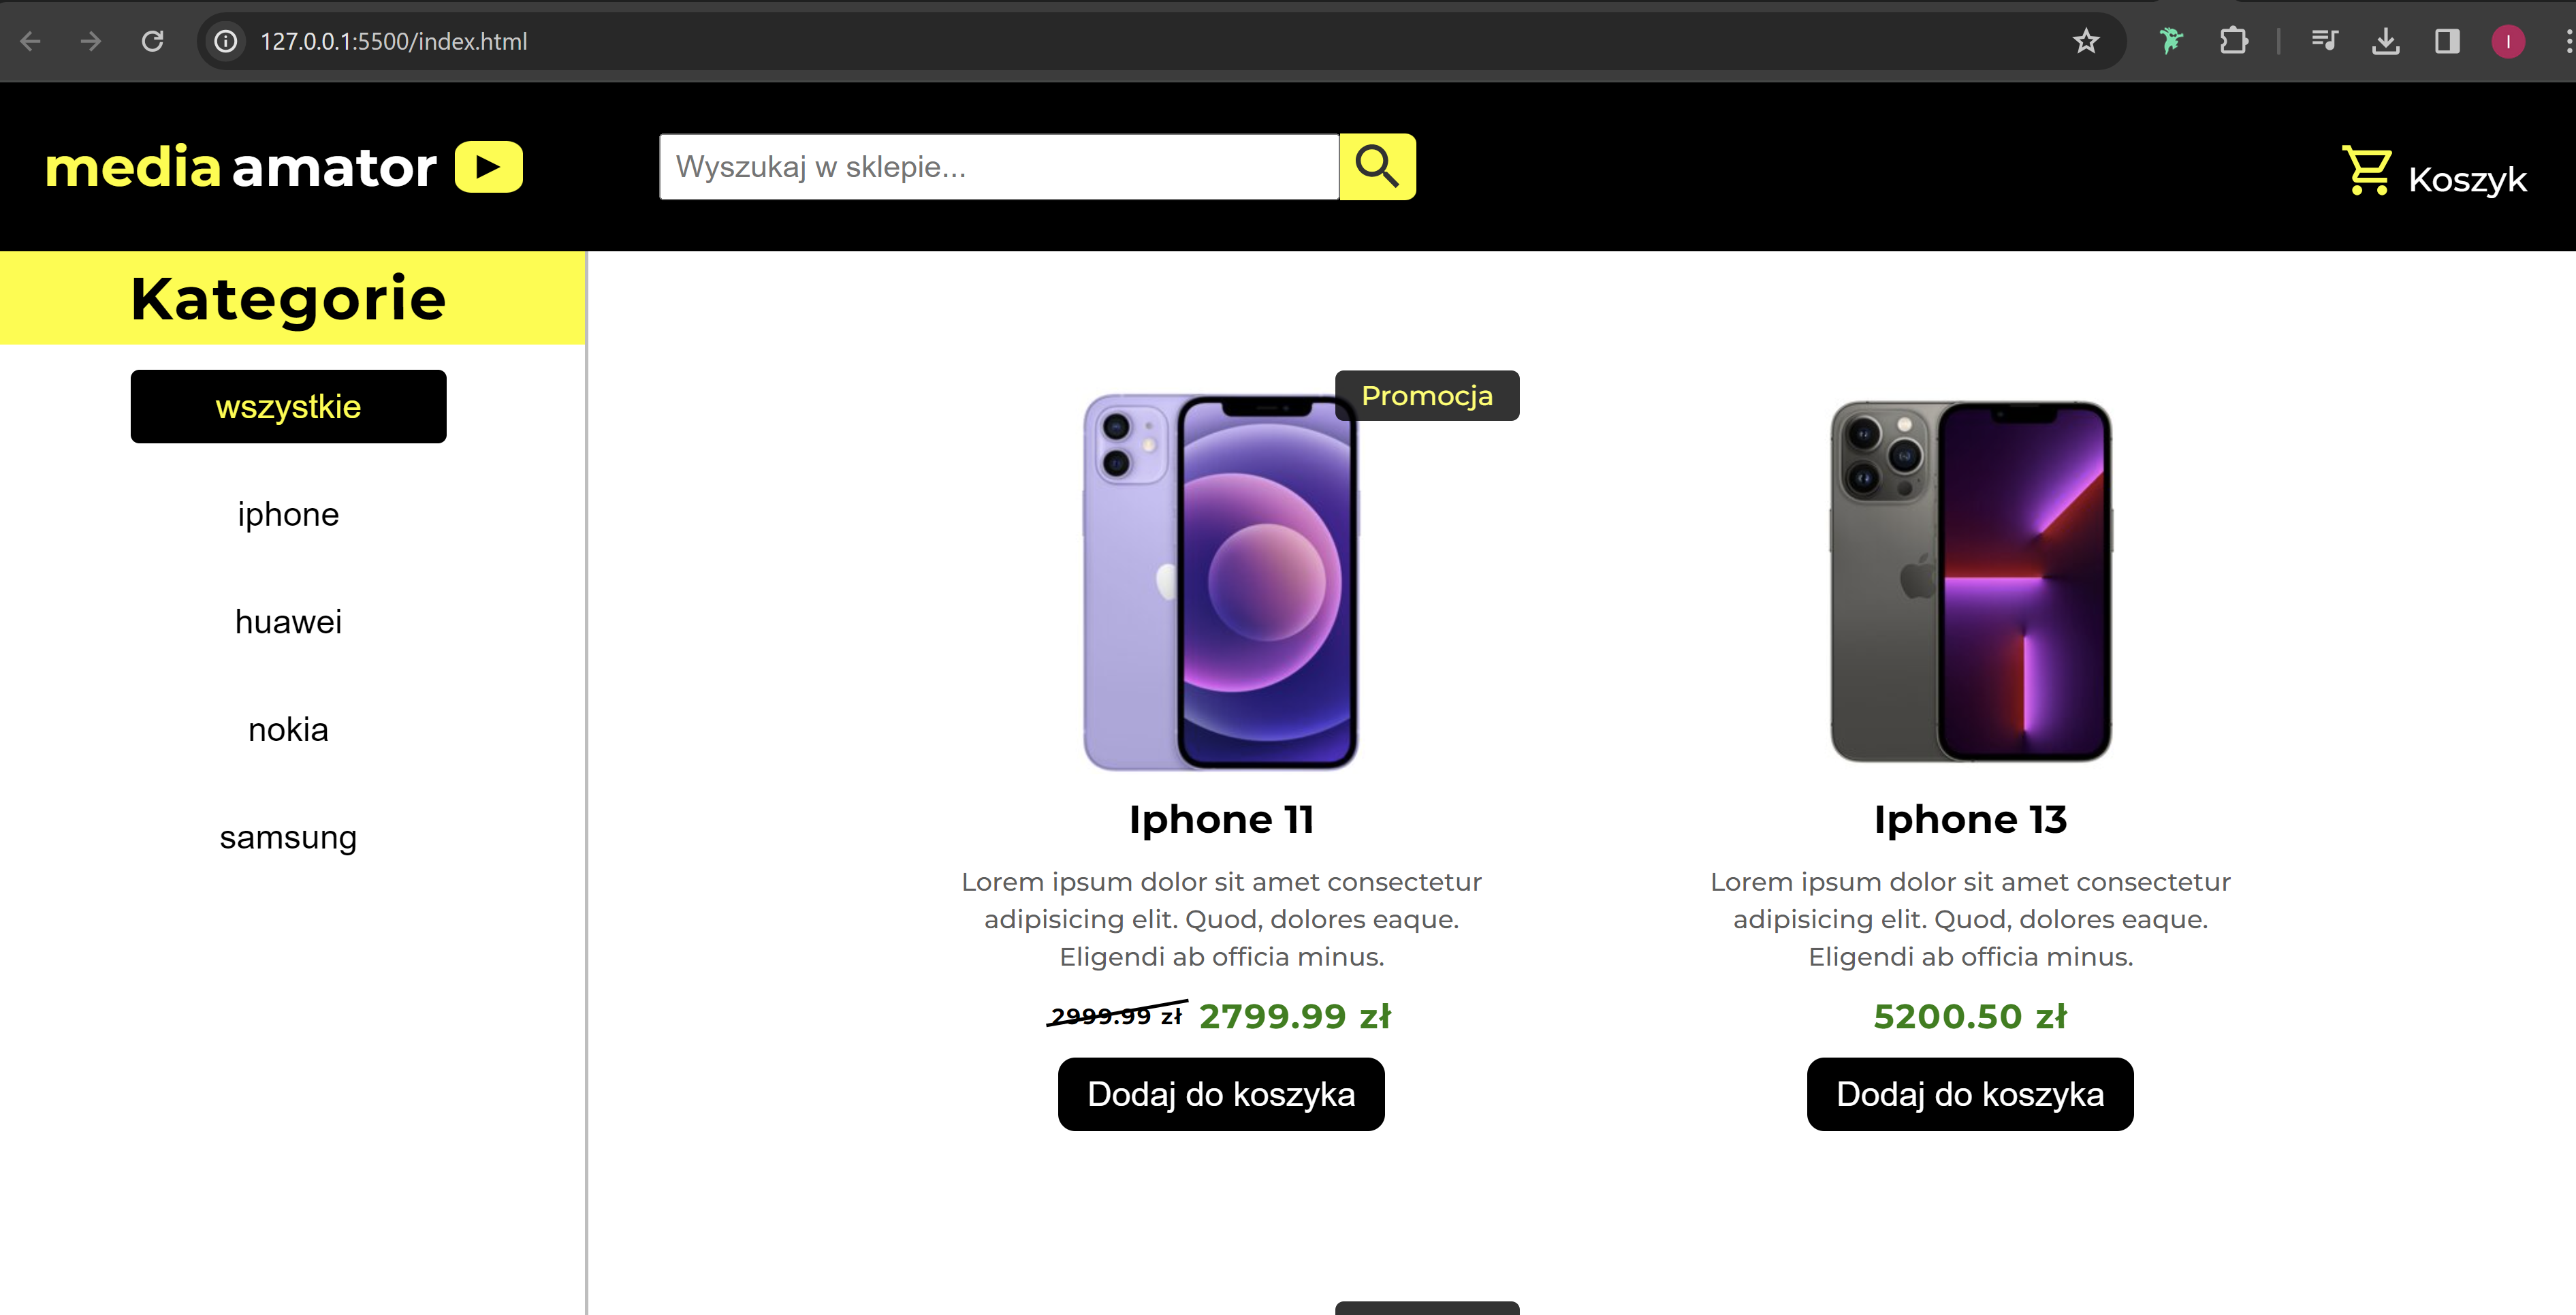 127.0.0.1:5500/index.html
I
media amator
Wyszukaj w sklepie...
Koszyk
Kategorie
wszystkie
iphone
huawei
nokia
samsung
Promocja
Iphone 11
Lorem ipsum dolor sit amet consectetur
adipisicing elit. Quod, dolores eaque.
Eligendi ab officia minus.
2999.99 zł 2799.99 zł
Dodaj do koszyka
Iphone 13
Lorem ipsum dolor sit amet consectetur
adipisicing elit. Quod, dolores eaque.
Eligendi ab officia minus.
5200.50 zł
Dodaj do koszyka